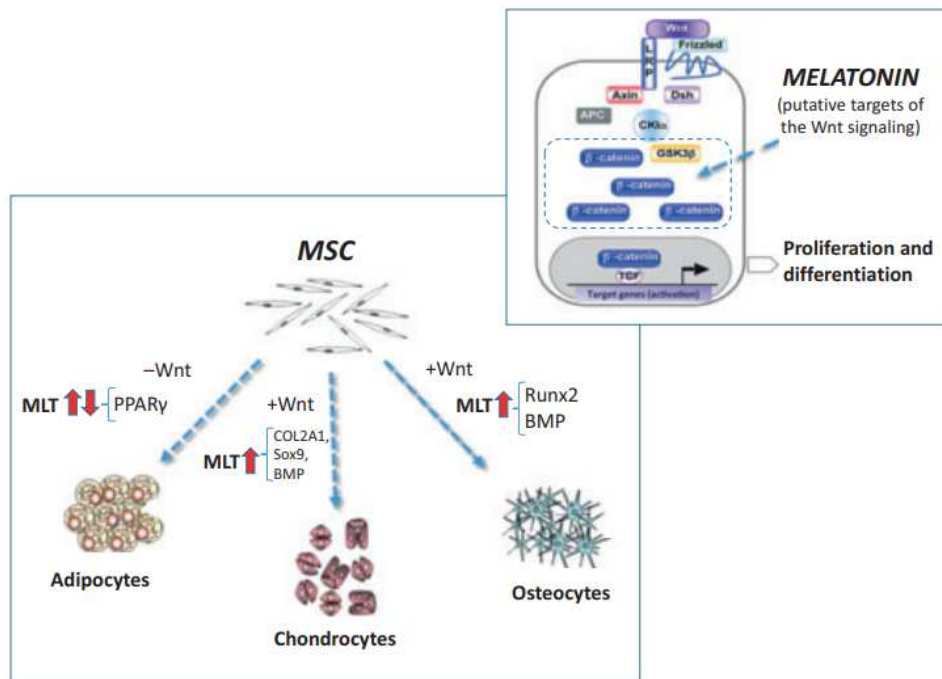 Wnt
Frizzled
LRP
Axin
Dsh
APC
CKIα
GSK3β
β-catenin
β-catenin
β-catenin
β-catenin
β-catenin
TCF
Target genes (activation)
MELATONIN
(putative targets of
the Wnt signaling)
Proliferation and
differentiation
MSC
–Wnt
MLT
PPARγ
+Wnt
MLT
COL2A1,
Sox9,
BMP
+Wnt
MLT
Runx2
BMP
Adipocytes
Chondrocytes
Osteocytes